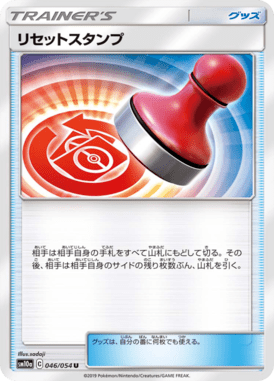 TRAINER'S
グッズ
リセットスタンプ
相手は相手自身の手札をすべて山札にもどして切る。その
後、相手は相手自身のサイドの残り枚数ぶん、山札を引く。
グッズは、自分の番に何枚でも使える。
Illus.sadaji
SM10a C 046/054 U
©2019 Pokémon/Nintendo/Creatures/GAME FREAK.